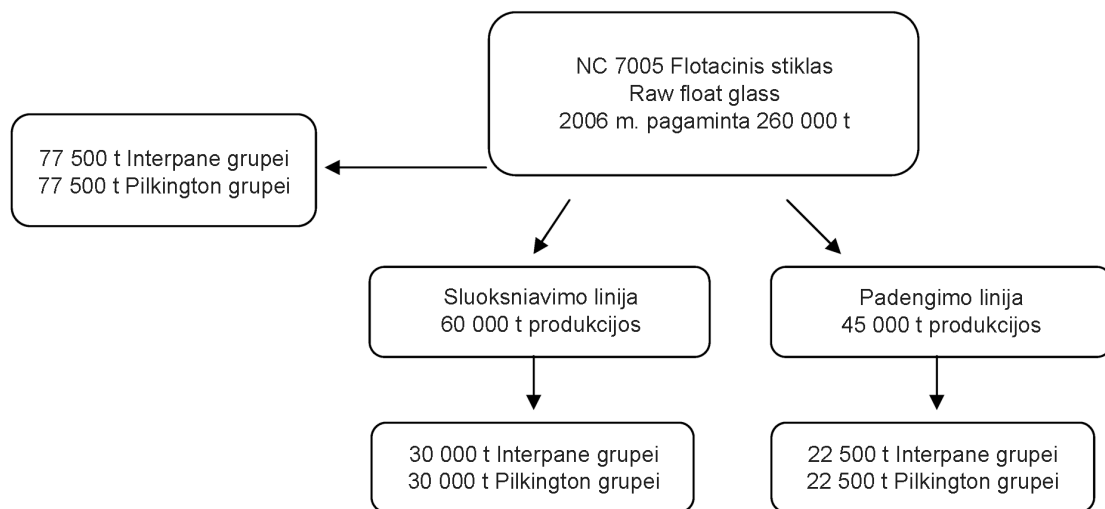 NC 7005 Flotacinis stiklas
Raw float glass
2006 m. pagaminta 260 000 t
77 500 t Interpane grupei
77 500 t Pilkington grupei
Sluoksniavimo linija
60 000 t produkcijos
Padengimo linija
45 000 t produkcijos
30 000 t Interpane grupei
30 000 t Pilkington grupei
22 500 t Interpane grupei
22 500 t Pilkington grupei